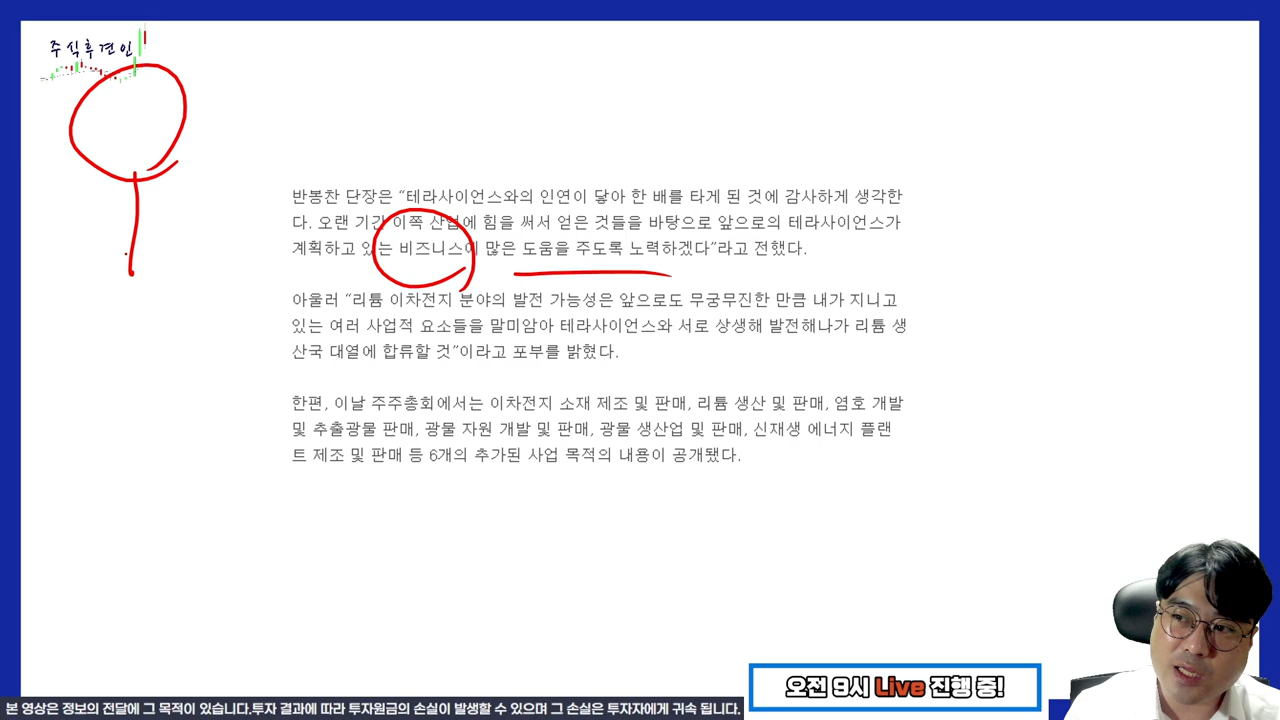 주식후견인
반봉찬 단장은 “테라사이언스와의 인연이 닿아 한 배를 타게 된 것에 감사하게 생각한
다. 오랜 기간 이쪽 산업에 힘을 써서 얻은 것들을 바탕으로 앞으로의 테라사이언스가
계획하고 있는 비즈니스에 많은 도움을 주도록 노력하겠다”라고 전했다.
아울러 “리튬 이차전지 분야의 발전 가능성은 앞으로도 무궁무진한 만큼 내가 지니고
있는 여러 사업적 요소들을 말미암아 테라사이언스와 서로 상생해 발전해나가 리튬 생
산국 대열에 합류할 것”이라고 포부를 밝혔다.
한편, 이날 주주총회에서는 이차전지 소재 제조 및 판매, 리튬 생산 및 판매, 염호 개발
및 추출광물 판매, 광물 자원 개발 및 판매, 광물 생산업 및 판매, 신재생 에너지 플랜
트 제조 및 판매 등 6개의 추가된 사업 목적의 내용이 공개됐다.
오전 9시 Live 진행 중!
본 영상은 정보의 전달에 그 목적이 있습니다.투자 결과에 따라 투자원금의 손실이 발생할 수 있으며 그 손실은 투자자에게 귀속 됩니다.